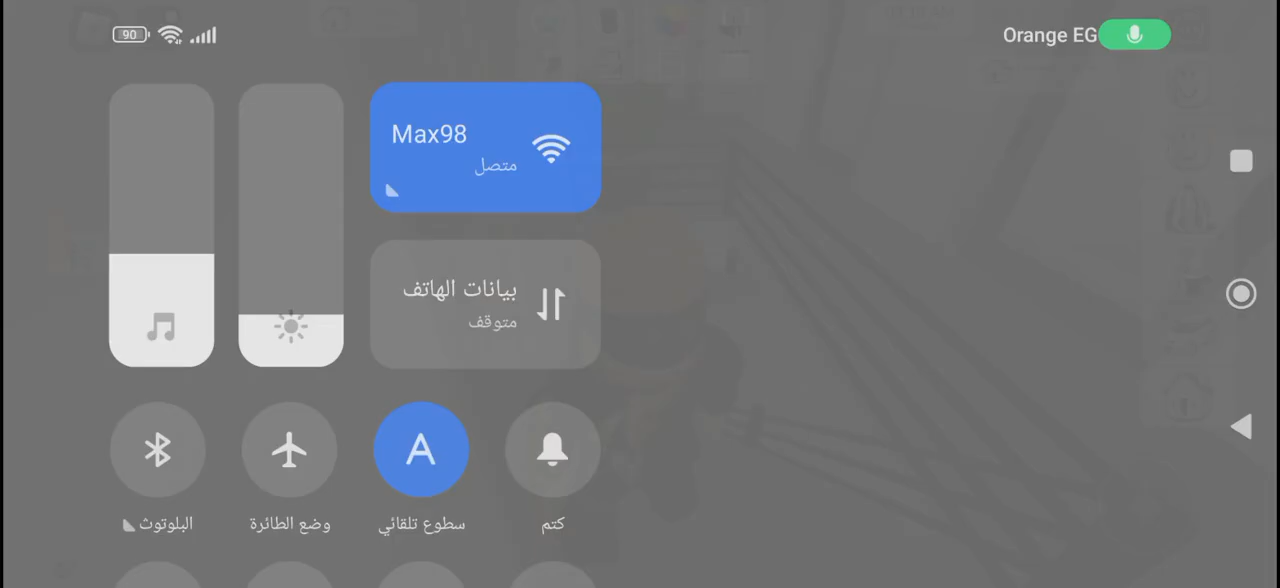 90
Orange EG
Max98
متصل
بيانات الهاتف
متوقف
A
كتم
سطوع تلقائي
وضع الطائرة
البلوتوث